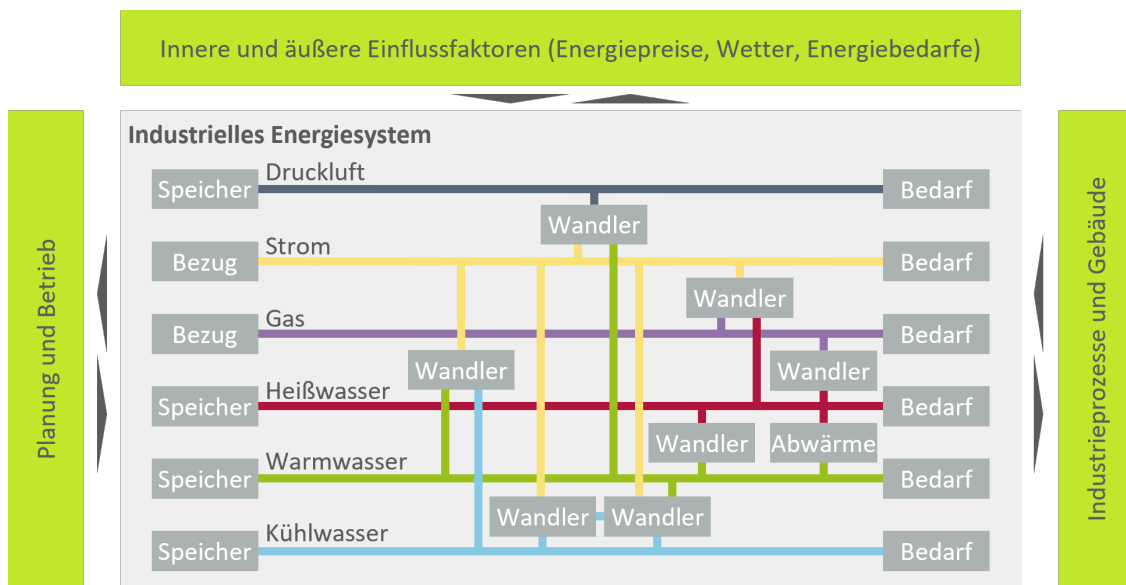 Innere und äußere Einflussfaktoren (Energiepreise, Wetter, Energiebedarfe)
Planung und Betrieb
Industrielles Energiesystem
Druckluft
Speicher
Bedarf
Wandler
Strom
Bezug
Bedarf
Wandler
Gas
Bezug
Bedarf
Wandler
Wandler
Heißwasser
Speicher
Bedarf
Wandler
Abwärme
Warmwasser
Speicher
Bedarf
Wandler
Wandler
Kühlwasser
Speicher
Bedarf
Industrieprozesse und Gebäude